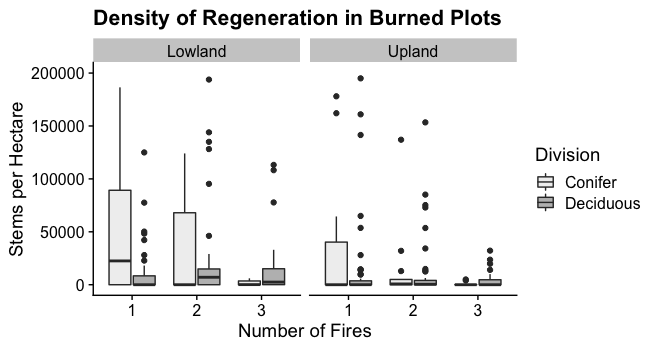 Density of Regeneration in Burned Plots
Lowland
Upland
200000
150000
100000
50000
0
Stems per Hectare
1 2 3
1 2 3
Number of Fires
Division
Conifer
Deciduous